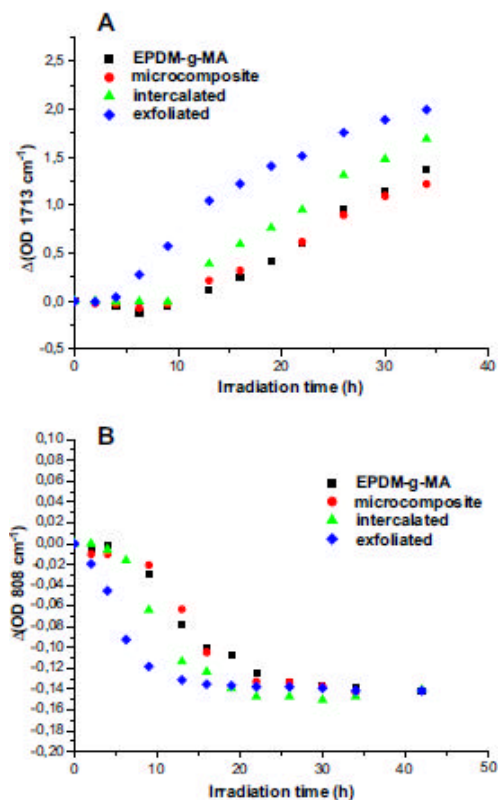 A
EPDM-g-MA
microcomposite
intercalated
exfoliated
2,5
2,0
1,5
1,0
0,5
0,0
-0,5
Δ(OD 1713 cm⁻¹)
0 10 20 30 40
Irradiation time (h)
B
EPDM-g-MA
microcomposite
intercalated
exfoliated
0,10
0,08
0,06
0,04
0,02
0,00
-0,02
-0,04
-0,06
-0,08
-0,10
-0,12
-0,14
-0,16
-0,18
-0,20
Δ(OD 808 cm⁻¹)
0 10 20 30 40 50
Irradiation time (h)